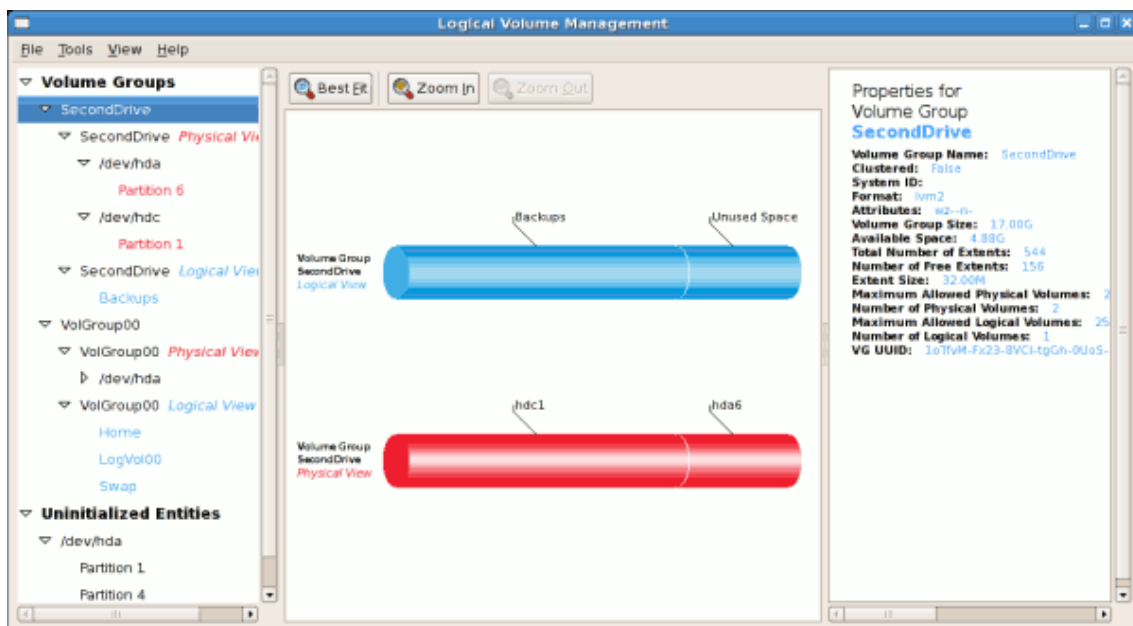 Logical Volume Management
File Tools View Help
Volume Groups
SecondDrive
SecondDrive Physical Vi
/dev/hda
Partition 6
/dev/hdc
Partition 1
SecondDrive Logical Vie
Backups
VolGroup00
VolGroup00 Physical View
/dev/hda
VolGroup00 Logical View
Home
LogVol00
Swap
Uninitialized Entities
/dev/hda
Partition 1
Partition 4
Best Fit Zoom In Zoom Out
Backups Unused Space
Volume Group
SecondDrive
Logical View
hdc1 hda6
Volume Group
SecondDrive
Physical View
Properties for
Volume Group
SecondDrive
Volume Group Name: SecondDrive
Clustered: False
System ID:
Format: lvm2
Attributes: wz--n-
Volume Group Size: 17.00G
Available Space: 4.88G
Total Number of Extents: 544
Number of Free Extents: 156
Extent Size: 32.00M
Maximum Allowed Physical Volumes: 2
Number of Physical Volumes: 2
Maximum Allowed Logical Volumes: 25
Number of Logical Volumes: 1
VG UUID: